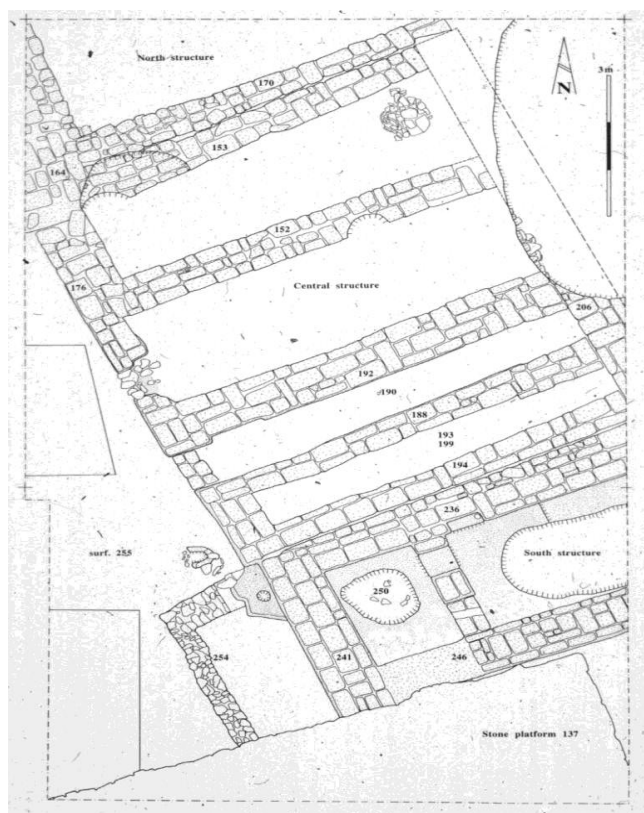 North structure
170
3 m
N
153
164
152
176
Central structure
206
192
190
188
193
199
194
236
surf. 255
South structure
250
254
241
246
Stone platform 137